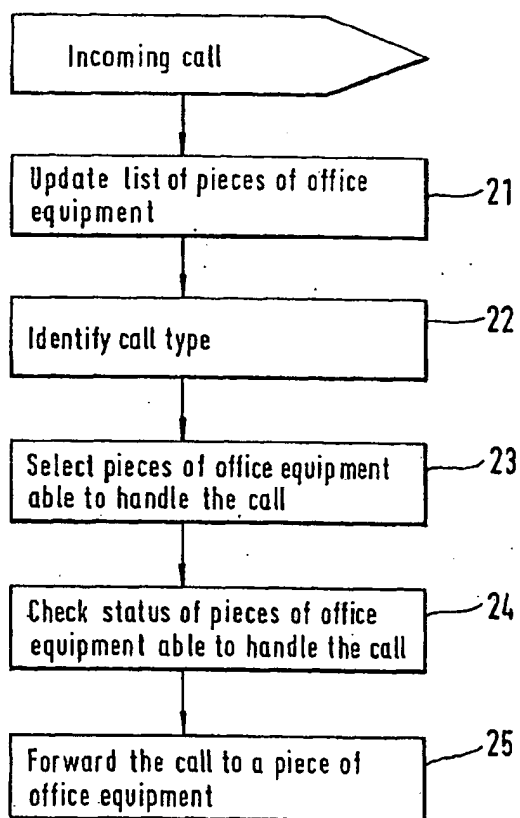 Incoming call
Update list of pieces of office
equipment
21
Identify call type
22
Select pieces of office equipment
able to handle the call
23
Check status of pieces of office
equipment able to handle the call
24
Forward the call to a piece of
office equipment
25